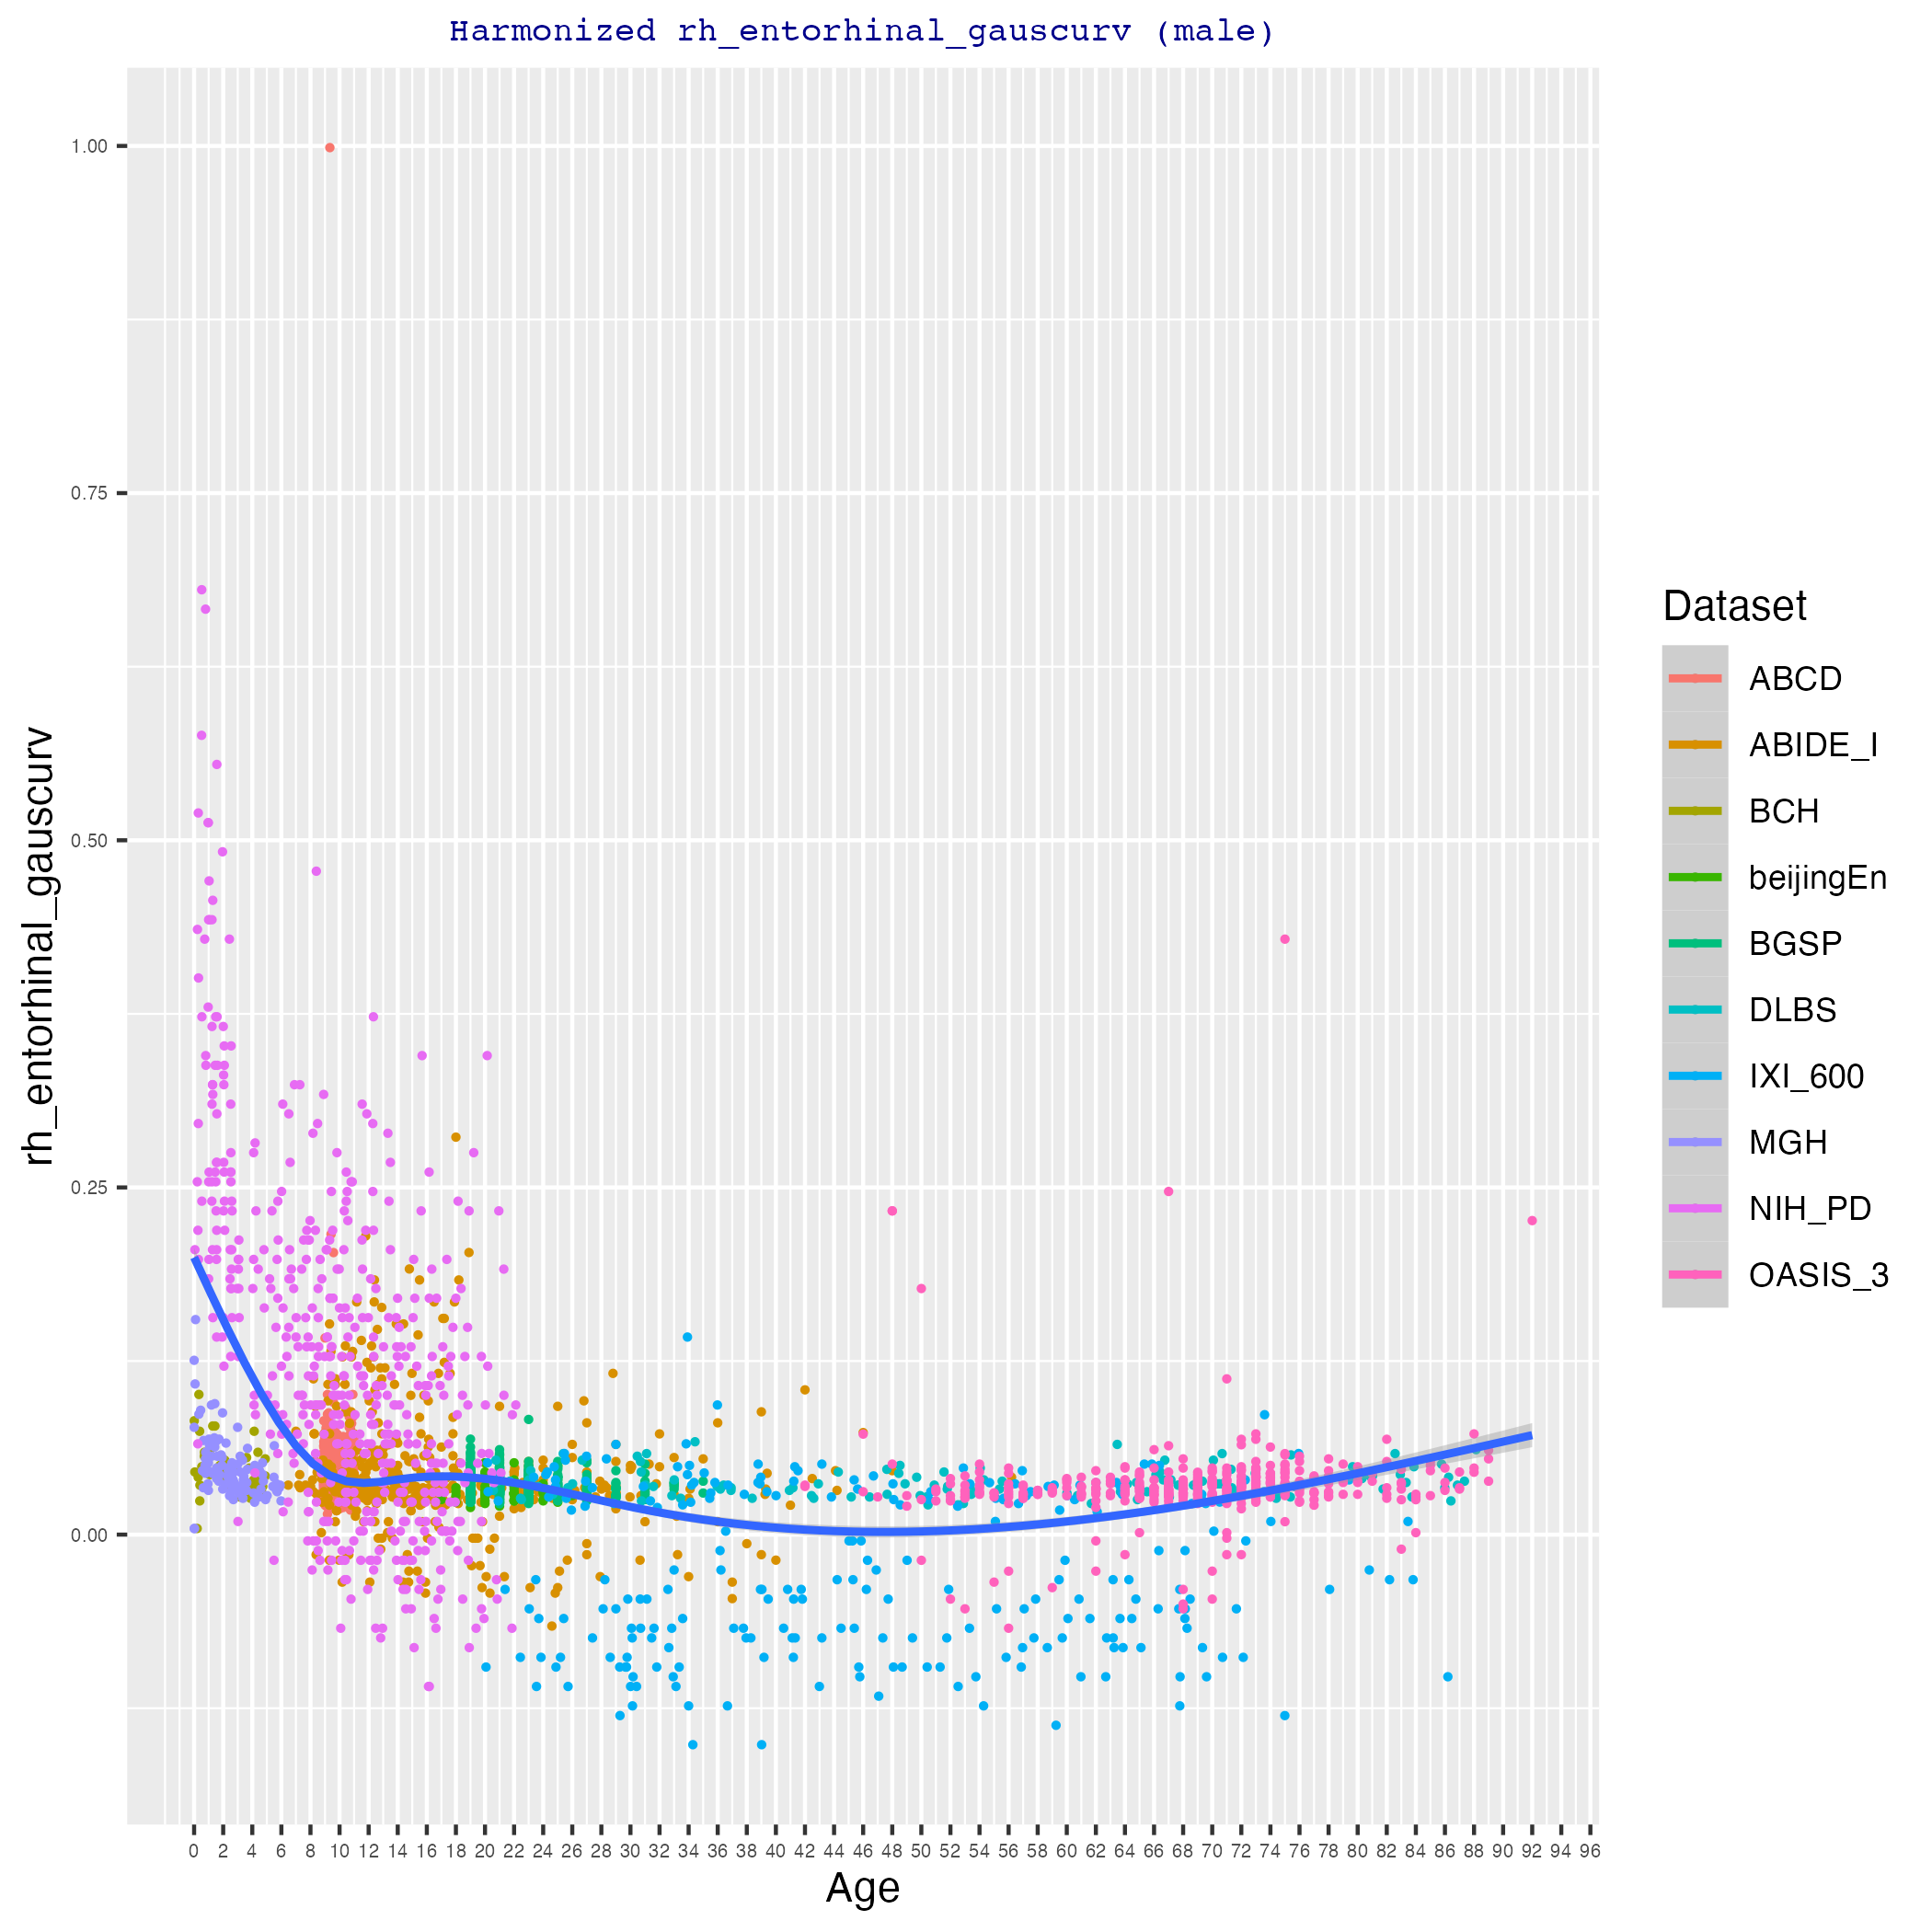 Harmonized rh_entorhinal_gauscurv (male)
rh_entorhinal_gauscurv
1.00
0.75
0.50
0.25
0.00
0 2 4 6 8 10 12 14 16 18 20 22 24 26 28 30 32 34 36 38 40 42 44 46 48 50 52 54 56 58 60 62 64 66 68 70 72 74 76 78 80 82 84 86 88 90 92 94 96
Age
Dataset
ABCD
ABIDE_I
BCH
beijingEn
BGSP
DLBS
IXI_600
MGH
NIH_PD
OASIS_3